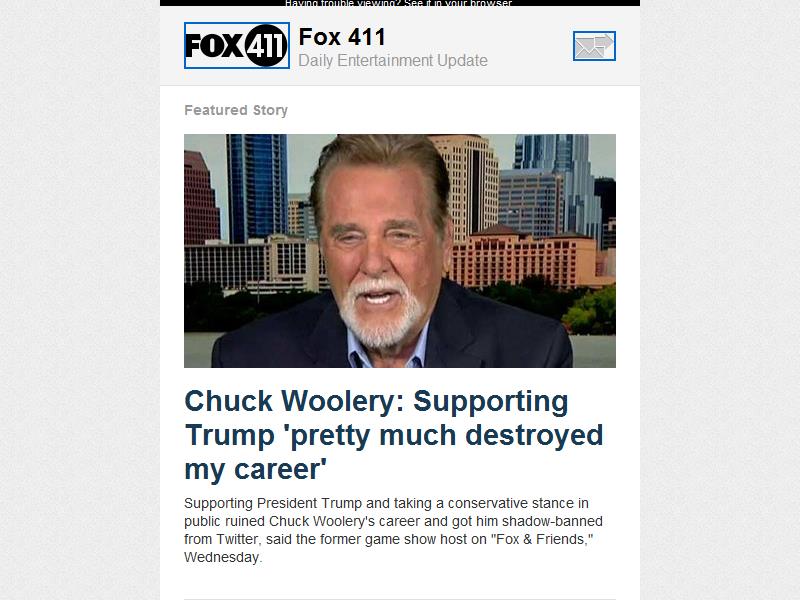 Having trouble viewing? See it in your browser
FOX 411
Fox 411
Daily Entertainment Update
Featured Story
Chuck Woolery: Supporting
Trump 'pretty much destroyed
my career'
Supporting President Trump and taking a conservative stance in
public ruined Chuck Woolery's career and got him shadow-banned
from Twitter, said the former game show host on "Fox & Friends,"
Wednesday.